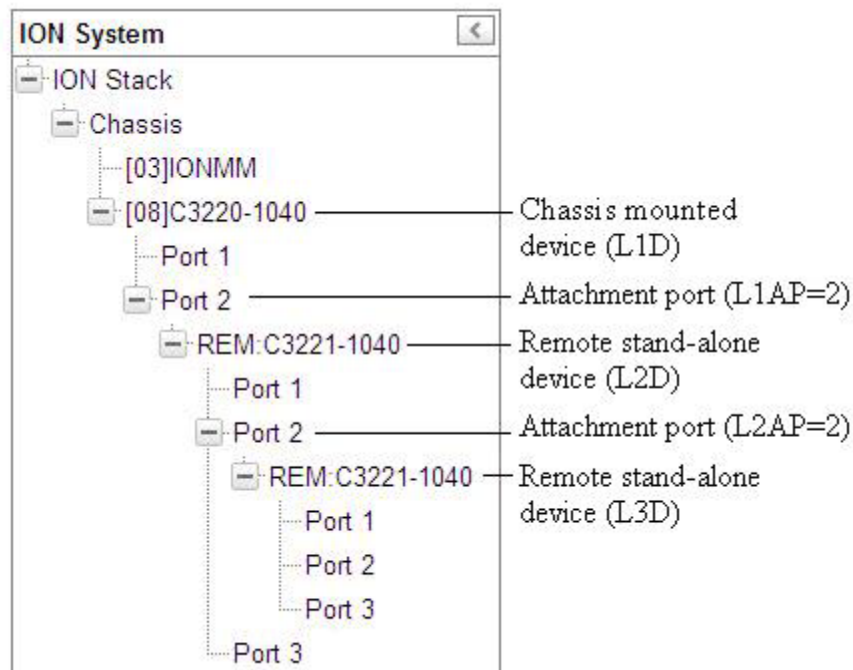 ION System
ION Stack
Chassis
[03]IONMM
[08]C3220-1040
Chassis mounted
device (L1D)
Port 1
Port 2
Attachment port (L1AP=2)
REM:C3221-1040
Remote stand-alone
device (L2D)
Port 1
Port 2
Attachment port (L2AP=2)
REM:C3221-1040
Remote stand-alone
device (L3D)
Port 1
Port 2
Port 3
Port 3